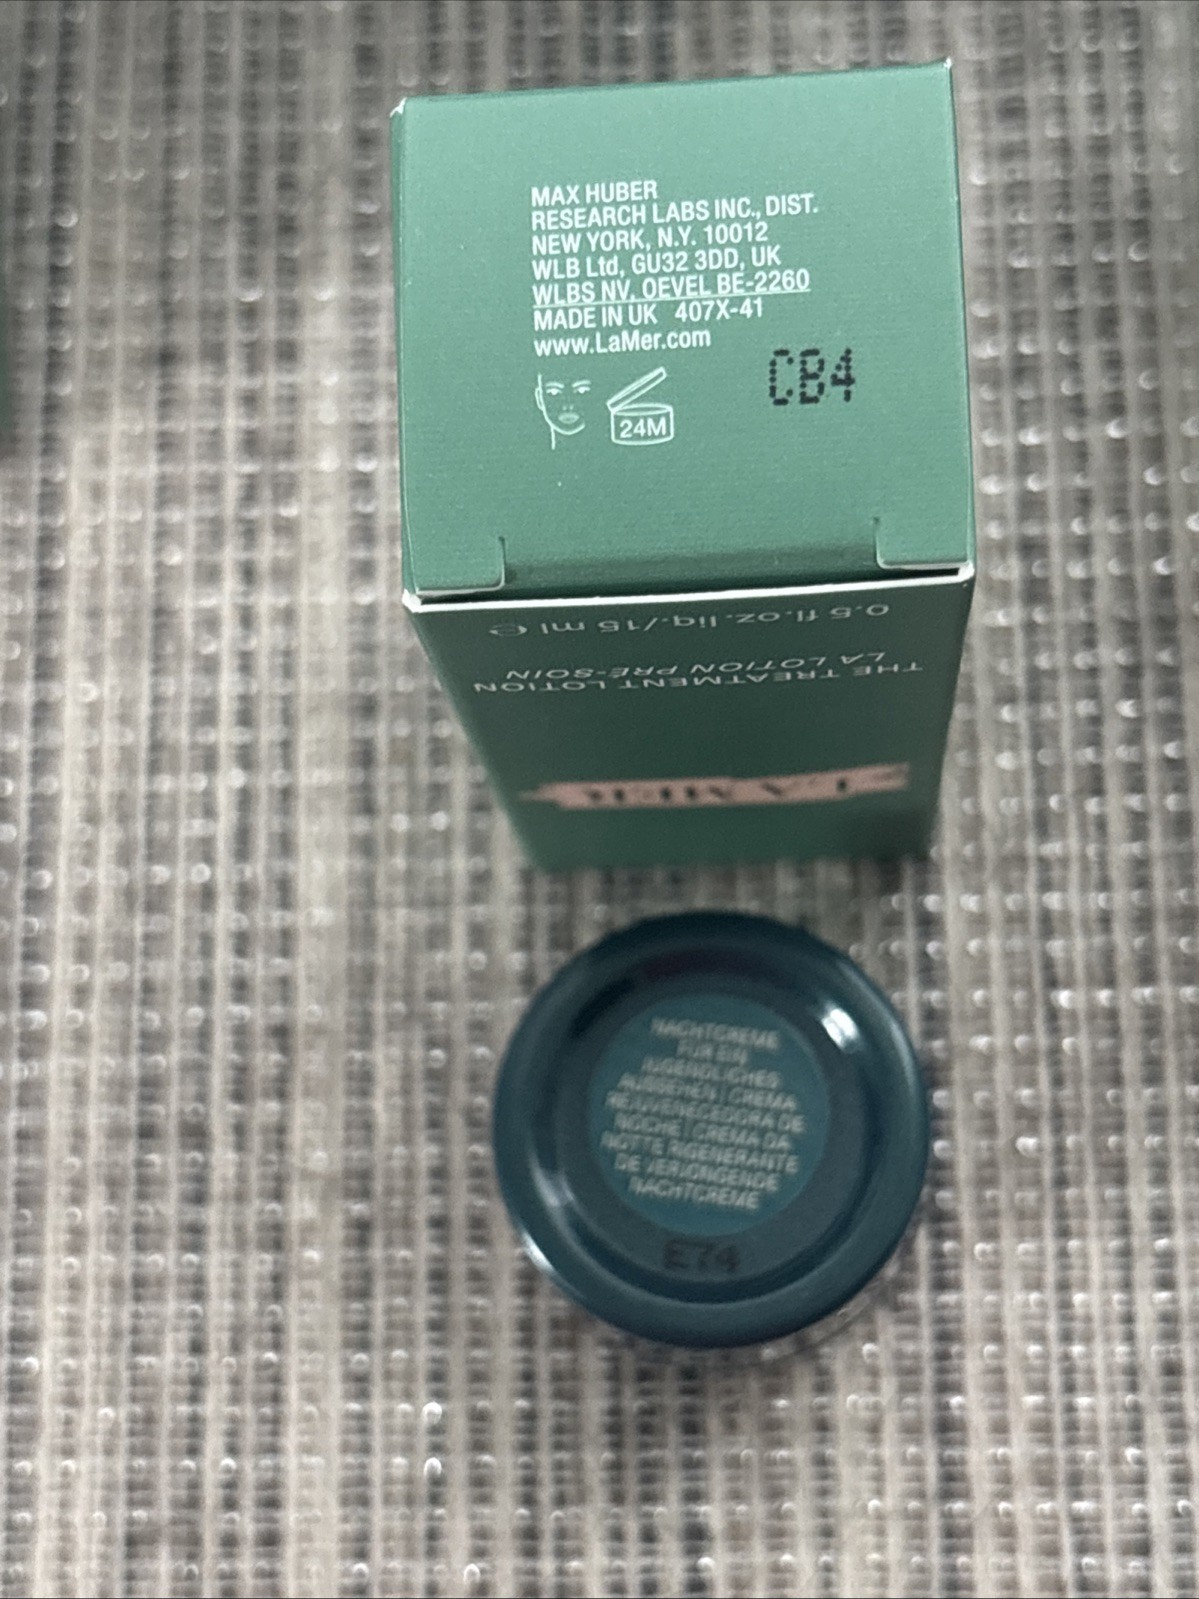 MAX HUBER
RESEARCH LABS INC., DIST.
NEW YORK, N.Y. 10012
WLB Ltd, GU32 3DD, UK
WLBS NV, OEVEL BE-2260
MADE IN UK 407X-41
www.LaMer.com
24M
CB4
0.5 fl.oz.liq./15 ml ℮
LA LOTION PRÉ-SOIN
THE TREATMENT LOTION
LA MER
NACHTCREME
FÜR EIN
JUGENDLICHES
AUSSEHEN | CREMA
REJUVENECEDORA DE
NOCHE | CREMA DA
NOTTE RIGENERANTE
DE VERJONGENDE
NACHTCREME
E74